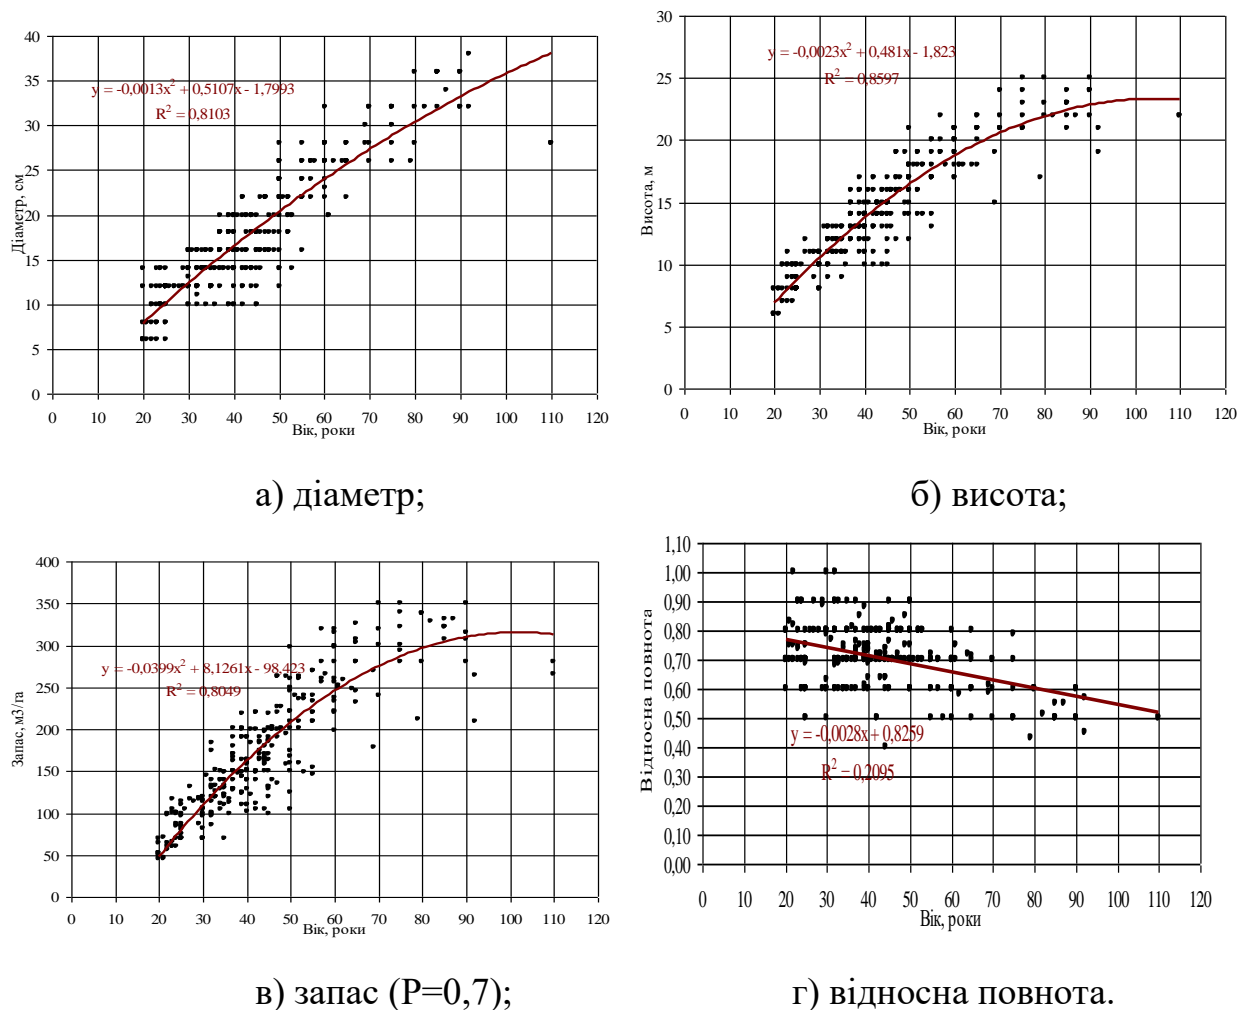 40
35
30
25
20
15
10
5
0
Діаметр, см
y = -0,0013x² + 0,5107x - 1,7993
R² = 0,8103
0 10 20 30 40 50 60 70 80 90 100 110 120
Вік, роки
30
25
20
15
10
5
0
Висота, м
y = -0,0023x² + 0,481x - 1,823
R² = 0,8597
0 10 20 30 40 50 60 70 80 90 100 110 120
Вік, роки
а) діаметр;
б) висота;
400
350
300
250
200
150
100
50
0
Запас, м3/га
y = -0,0399x² + 8,1261x - 98,423
R² = 0,8049
0 10 20 30 40 50 60 70 80 90 100 110 120
Вік, роки
1,10
1,00
0,90
0,80
0,70
0,60
0,50
0,40
0,30
0,20
0,10
0,00
Відносна повнота
y = -0,0028x + 0,8259
R² = 0,2095
0 10 20 30 40 50 60 70 80 90 100 110 120
Вік, роки
в) запас (P=0,7);
г) відносна повнота.